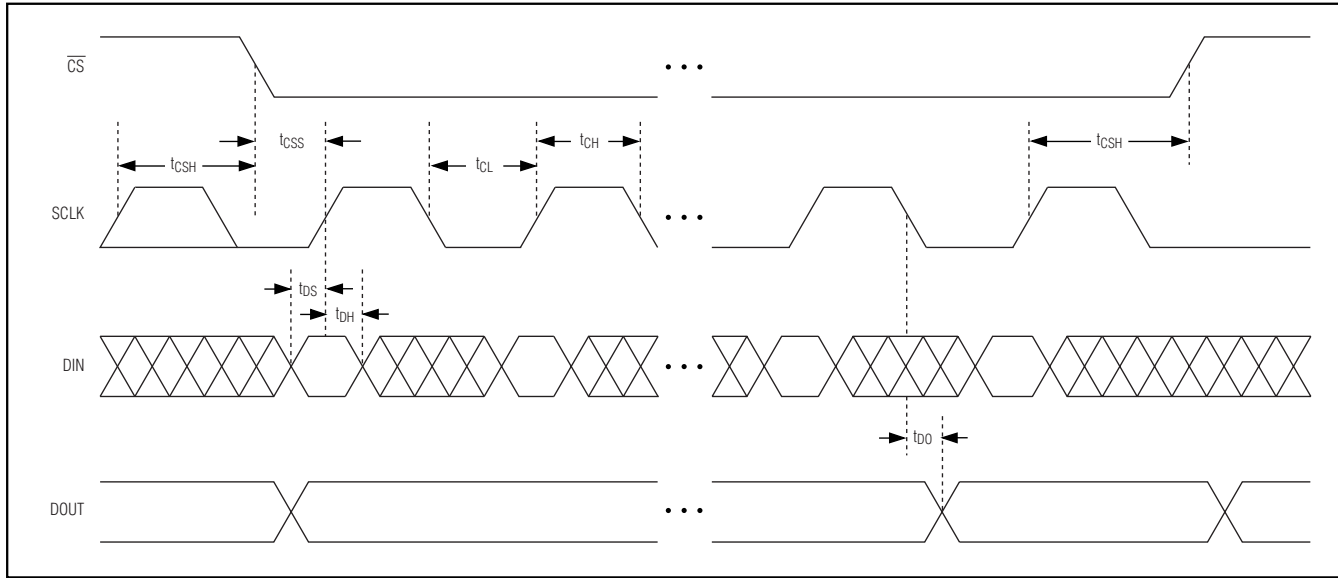 CS
tCSS
tCH
tCSH
tCSH
tCL
SCLK
tDS
tDH
DIN
tDO
DOUT